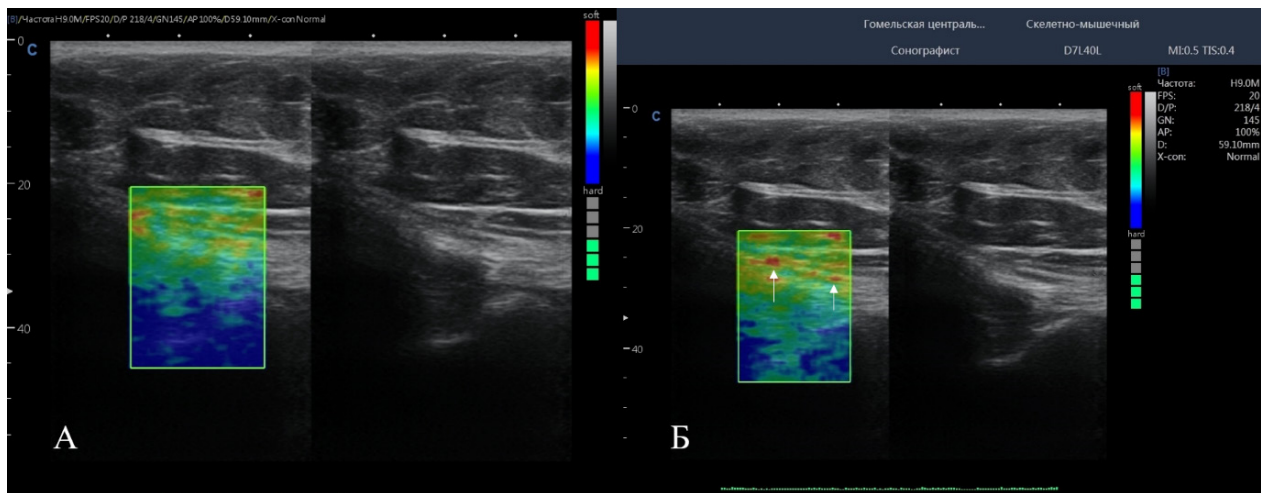 [B]/ЧастотаH9.0M/FPS20/D/P 218/4/GN145/AP100%/D59.10mm/X-con Normal
soft
C
0
20
40
hard
А
Гомельская централь... Скелетно-мышечный
Сонографист D7L40L MI:0.5 TIS:0.4
[B]
Частота: H9.0M
FPS: 20
D/P: 218/4
GN: 145
AP: 100%
D: 59.10mm
X-con: Normal
soft
C
0
20
40
hard
Б